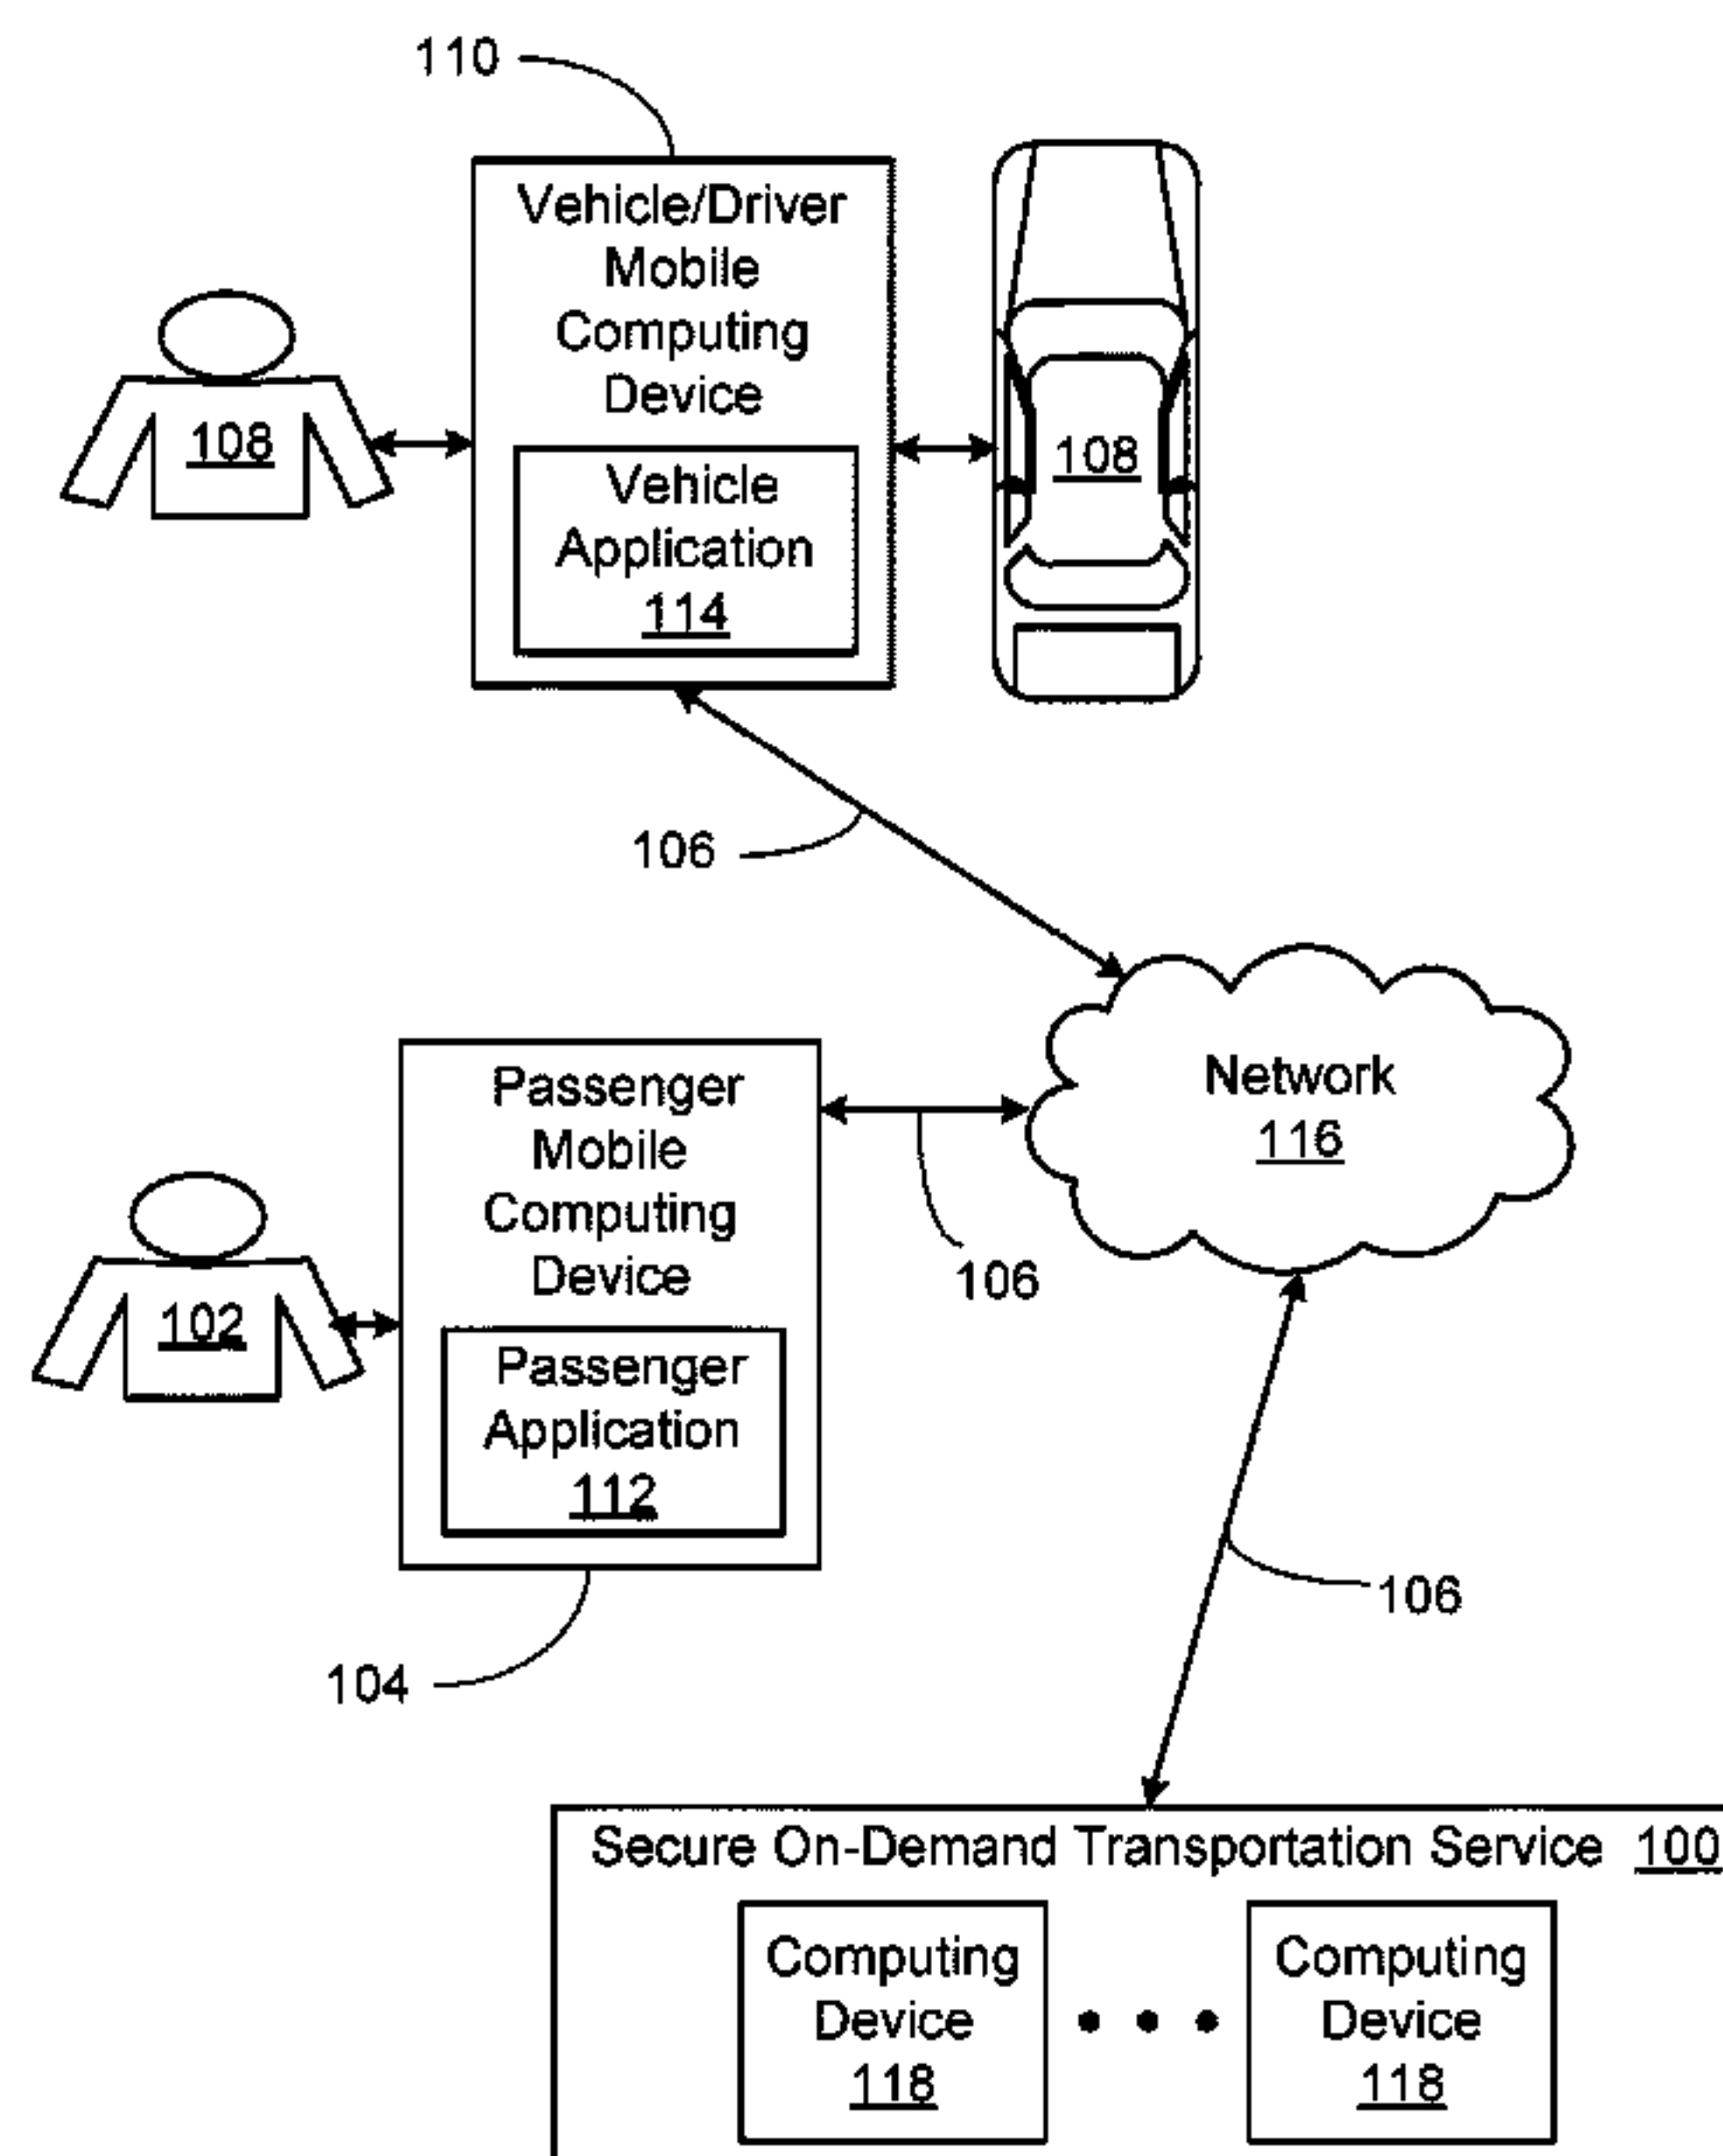 110
Vehicle/Driver
Mobile
Computing
Device
108
108
Vehicle
Application
114
106
Network
116
Passenger
Mobile
Computing
Device
106
102
Passenger
Application
112
106
104
Secure On-Demand Transportation Service 100
Computing
Device
118
Computing
Device
118